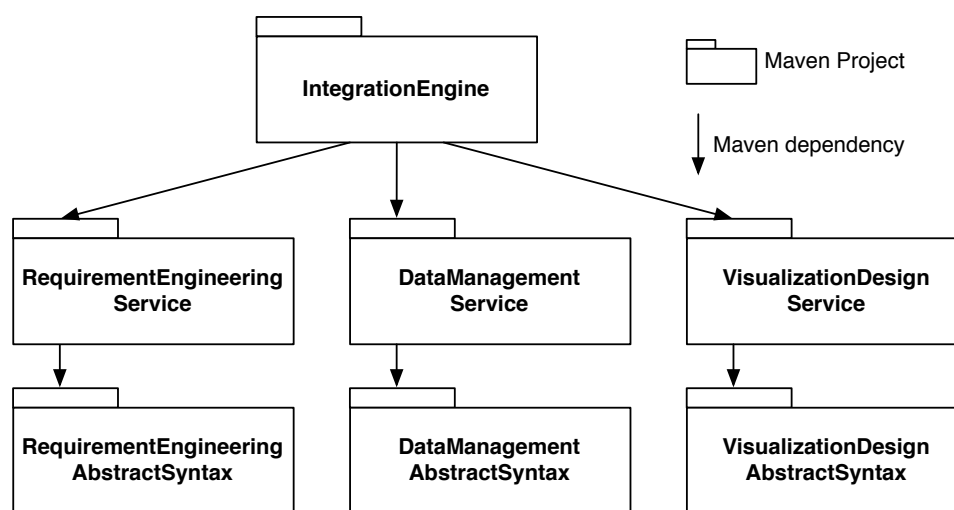 IntegrationEngine
Maven Project
Maven dependency
RequirementEngineering
Service
DataManagement
Service
VisualizationDesign
Service
RequirementEngineering
AbstractSyntax
DataManagement
AbstractSyntax
VisualizationDesign
AbstractSyntax